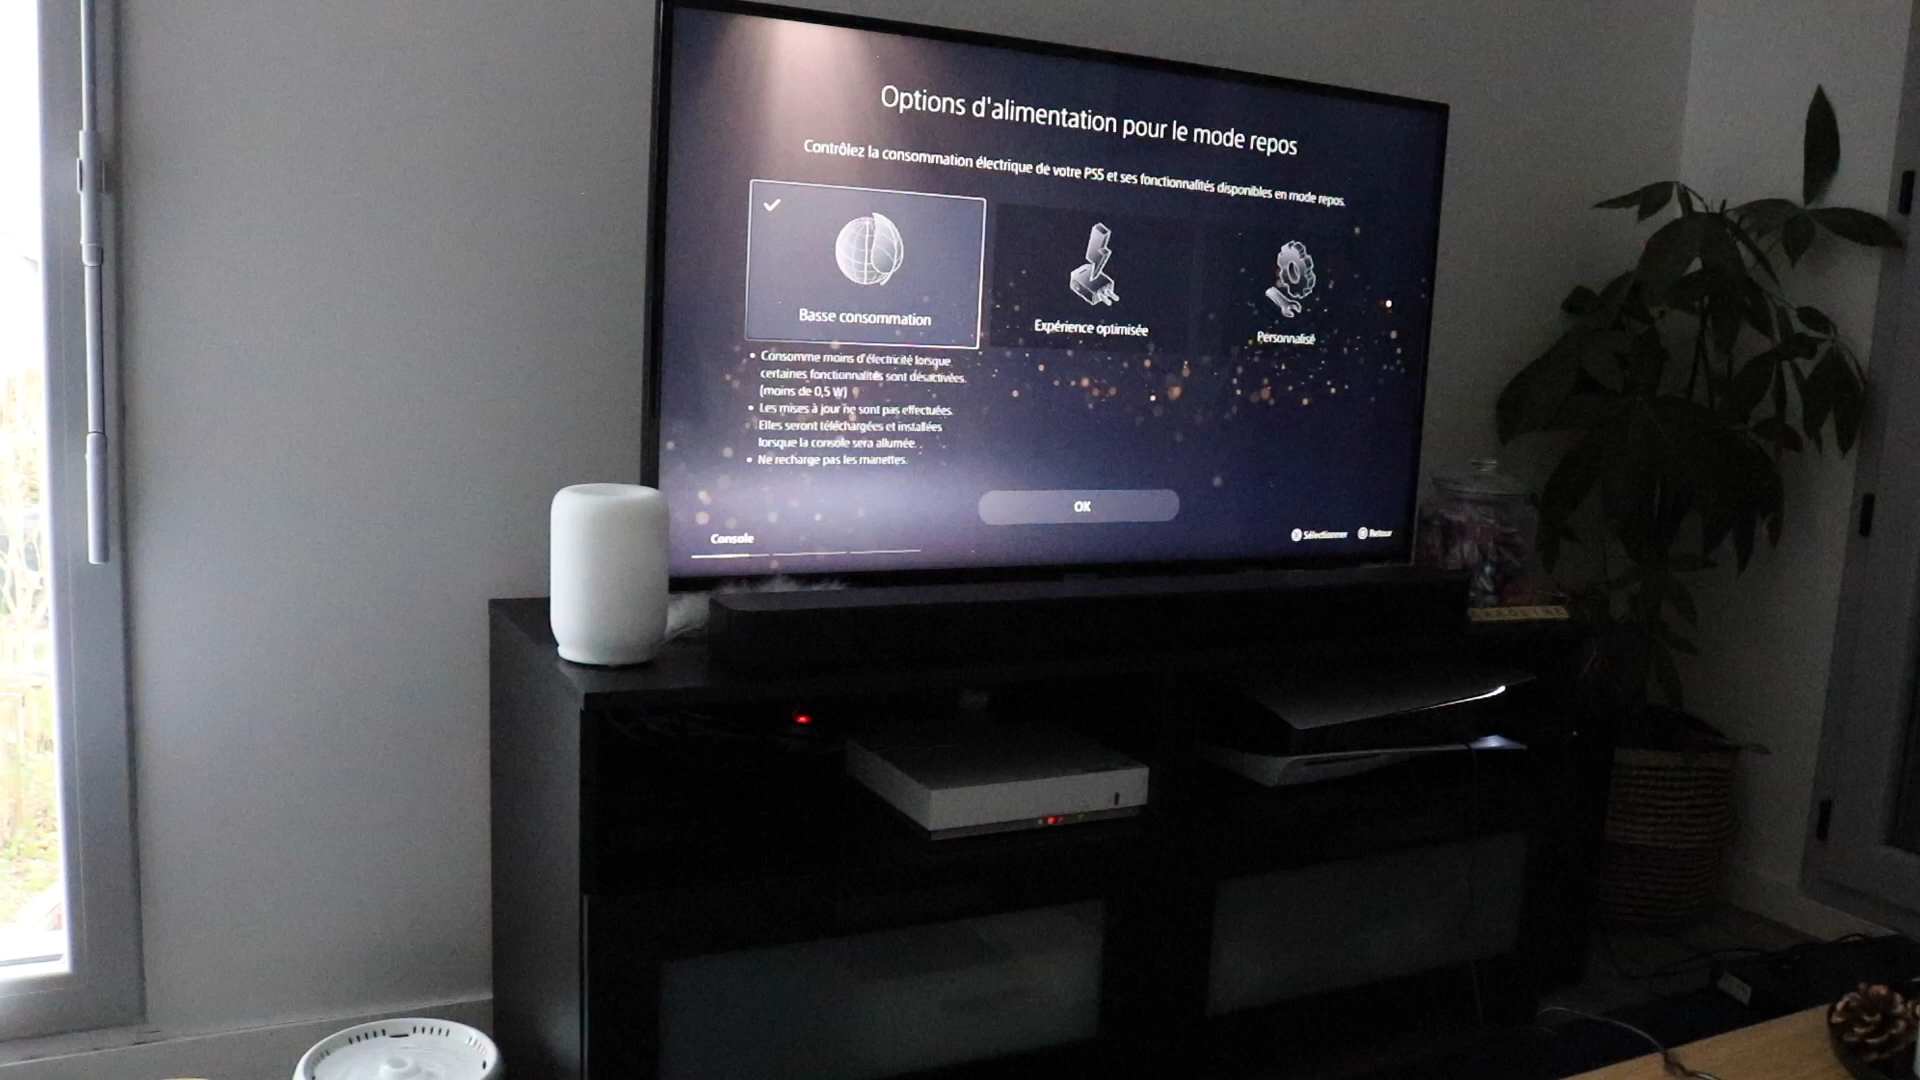 Options d'alimentation pour le mode repos
Contrôlez la consommation électrique de votre PS5 et ses fonctionnalités disponibles en mode repos.
Basse consommation
Expérience optimisée
Personnalisé
• Consomme moins d'électricité lorsque
certaines fonctionnalités sont désactivées.
(moins de 0,5 W)
• Les mises à jour ne sont pas effectuées.
Elles seront téléchargées et installées
lorsque la console sera allumée.
• Ne recharge pas les manettes.
OK
Console
Sélectionner
Retour